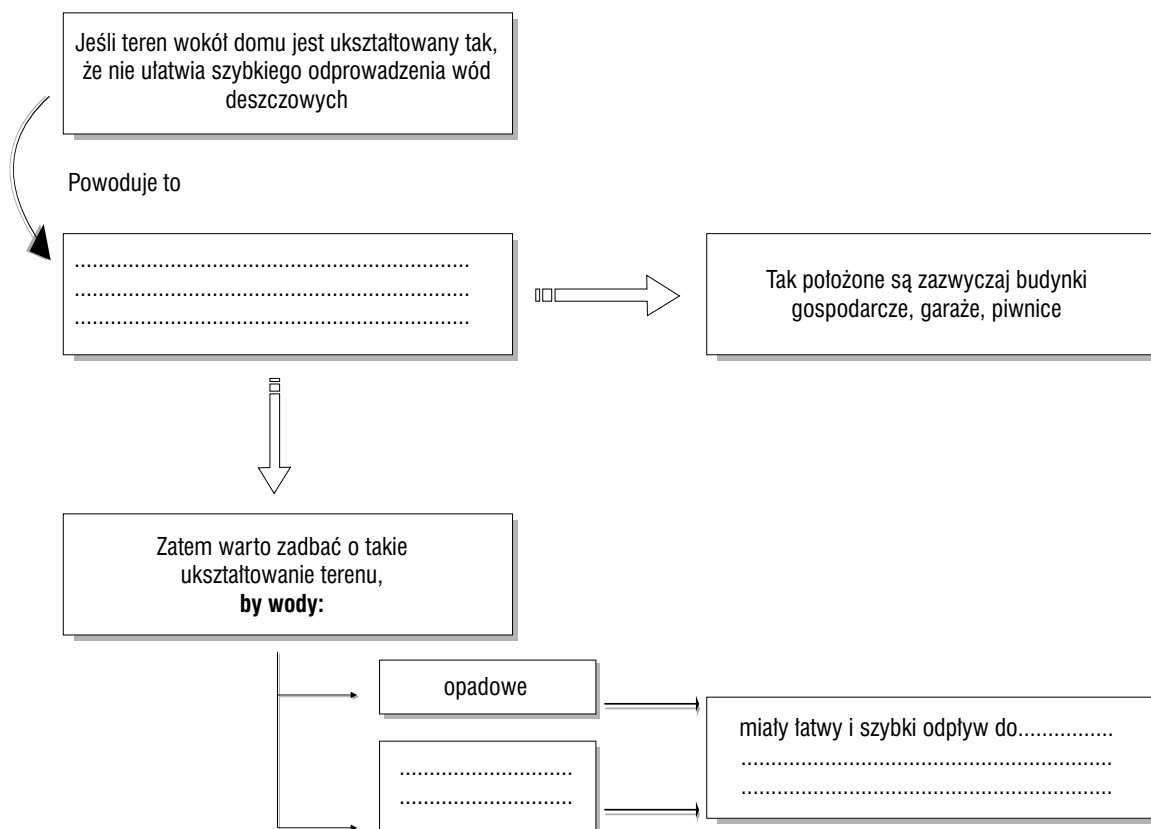 Jeśli teren wokół domu jest ukształtowany tak,
że nie ułatwia szybkiego odprowadzenia wód
deszczowych
Powoduje to
...................................................................
...................................................................
...................................................................
Tak położone są zazwyczaj budynki
gospodarcze, garaże, piwnice
Zatem warto zadbać o takie
ukształtowanie terenu,
by wody:
opadowe
..............................
..............................
miały łatwy i szybki odpływ do................
...............................................................
...............................................................